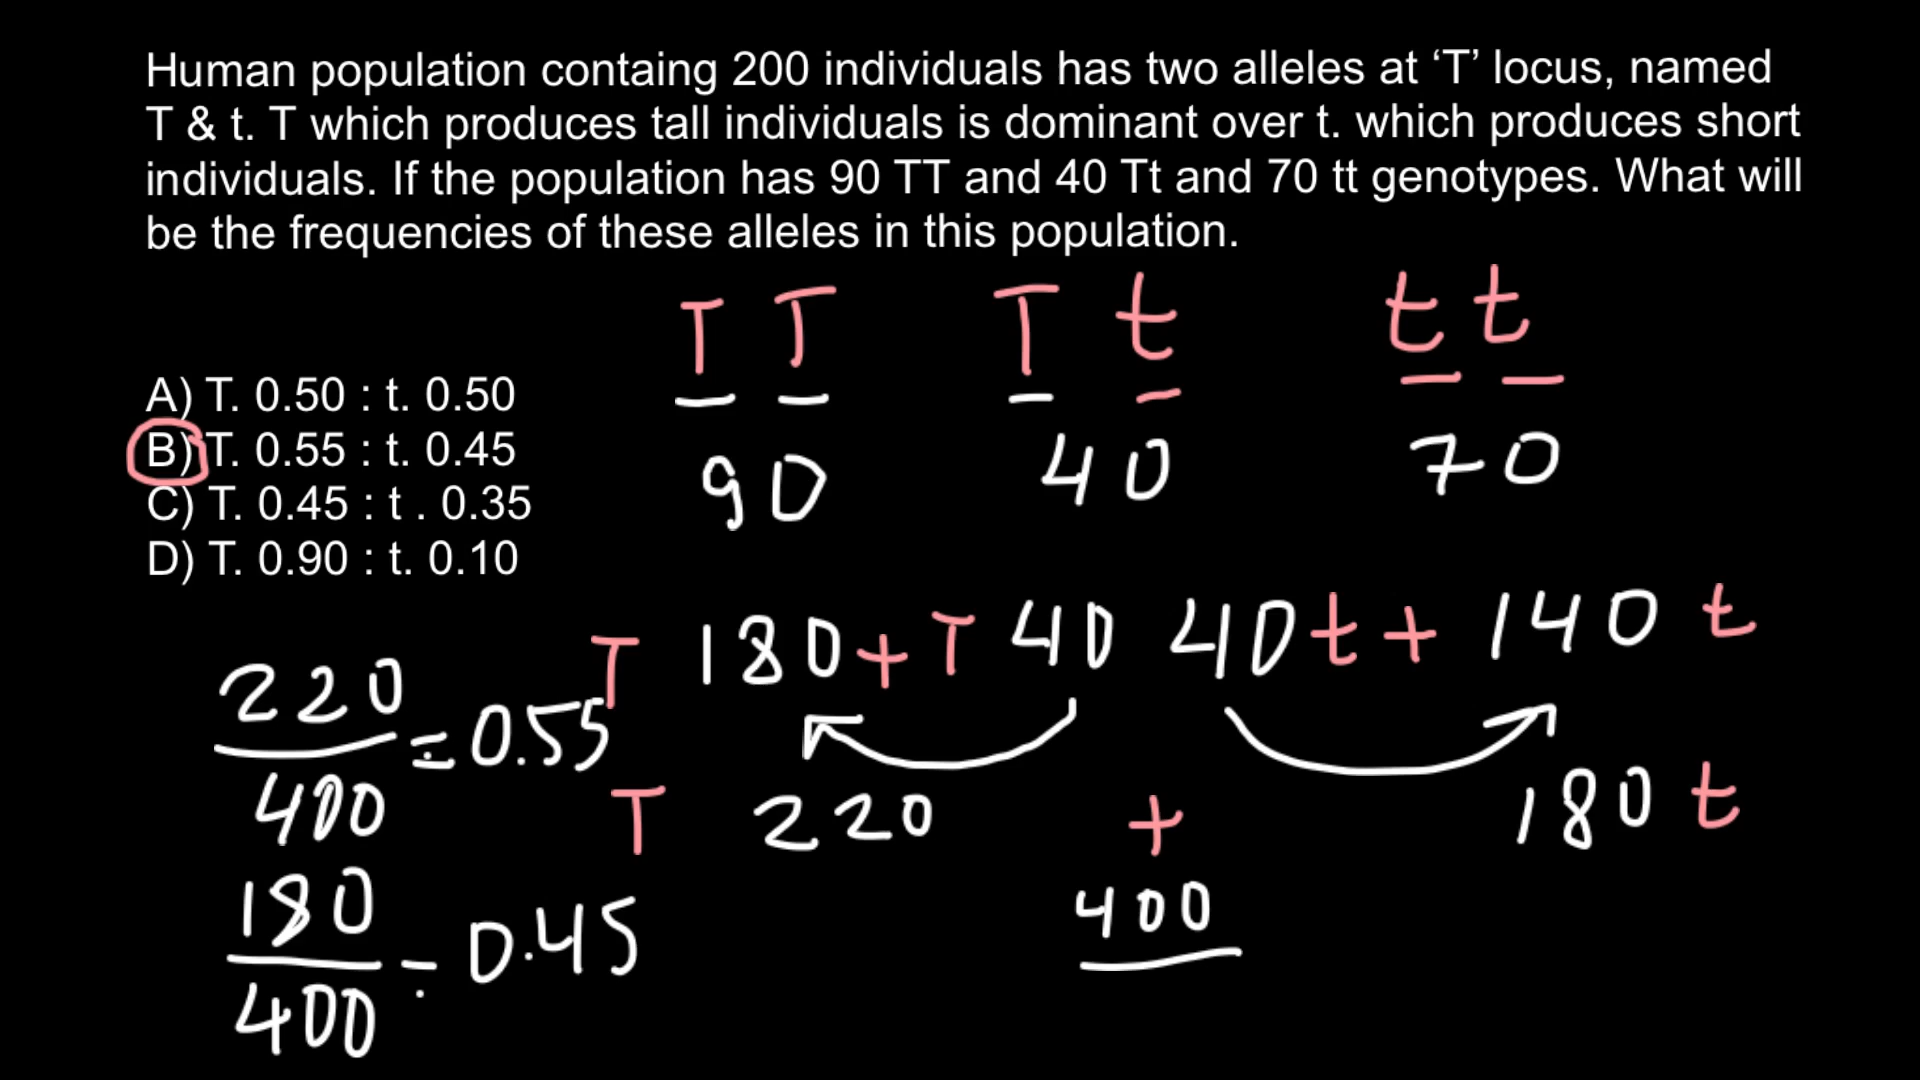 Human population containg 200 individuals has two alleles at ‘T’ locus, named
T & t. T which produces tall individuals is dominant over t. which produces short
individuals. If the population has 90 TT and 40 Tt and 70 tt genotypes. What will
be the frequencies of these alleles in this population.
T T T t t t
A) T. 0.50 : t. 0.50
B) T. 0.55 : t. 0.45
C) T. 0.45 : t . 0.35
D) T. 0.90 : t. 0.10
90 40 70
T 180 + T 40 40 t + 140 t
220
400
= 0.55
T 220 + 180 t
400
180
400
= 0.45